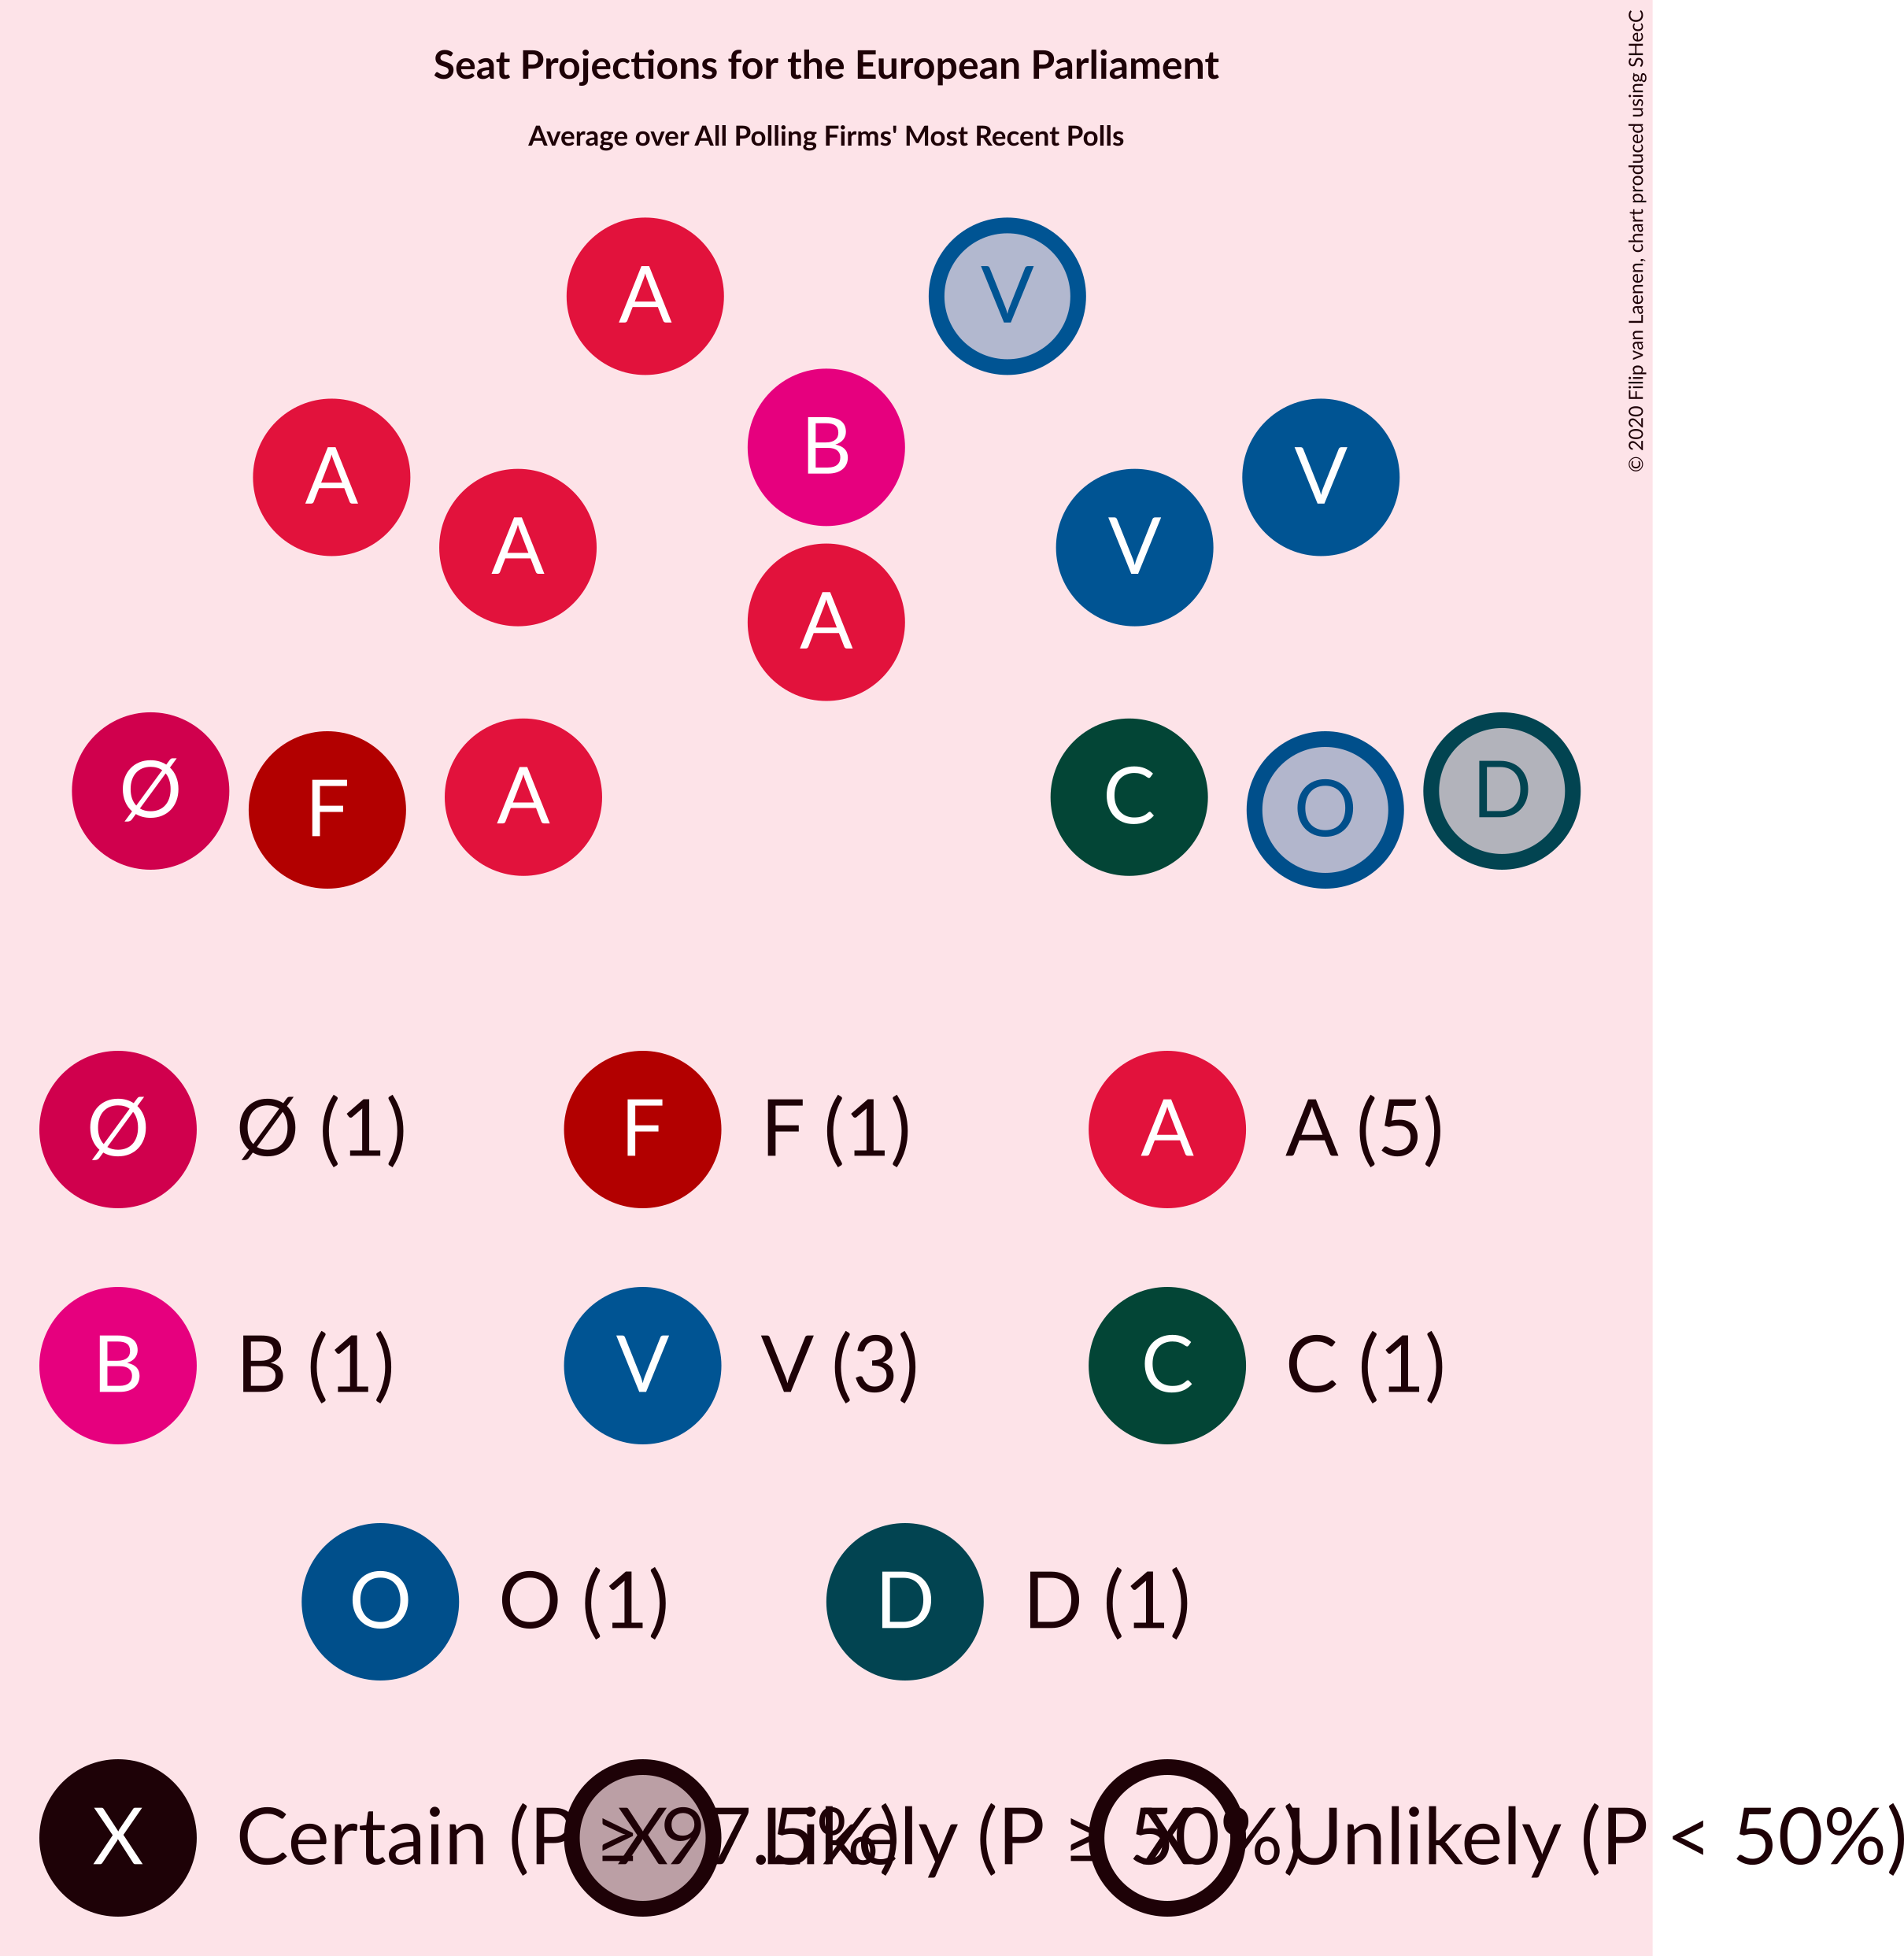 Seat Projections for the European Parliament
Average over All Polling Firms' Most Recent Polls
© 2020 Filip van Laenen, chart produced using SHecC
A V
B
A V
A V
A
Ø D
A C
F O
Ø Ø (1) F F (1) A A (5)
B B (1) V V (3) C C (1)
O O (1) D D (1)
X Certain (P ≥ 97.5%) X Likely (P ≥ 50%) X Unlikely (P < 50%)